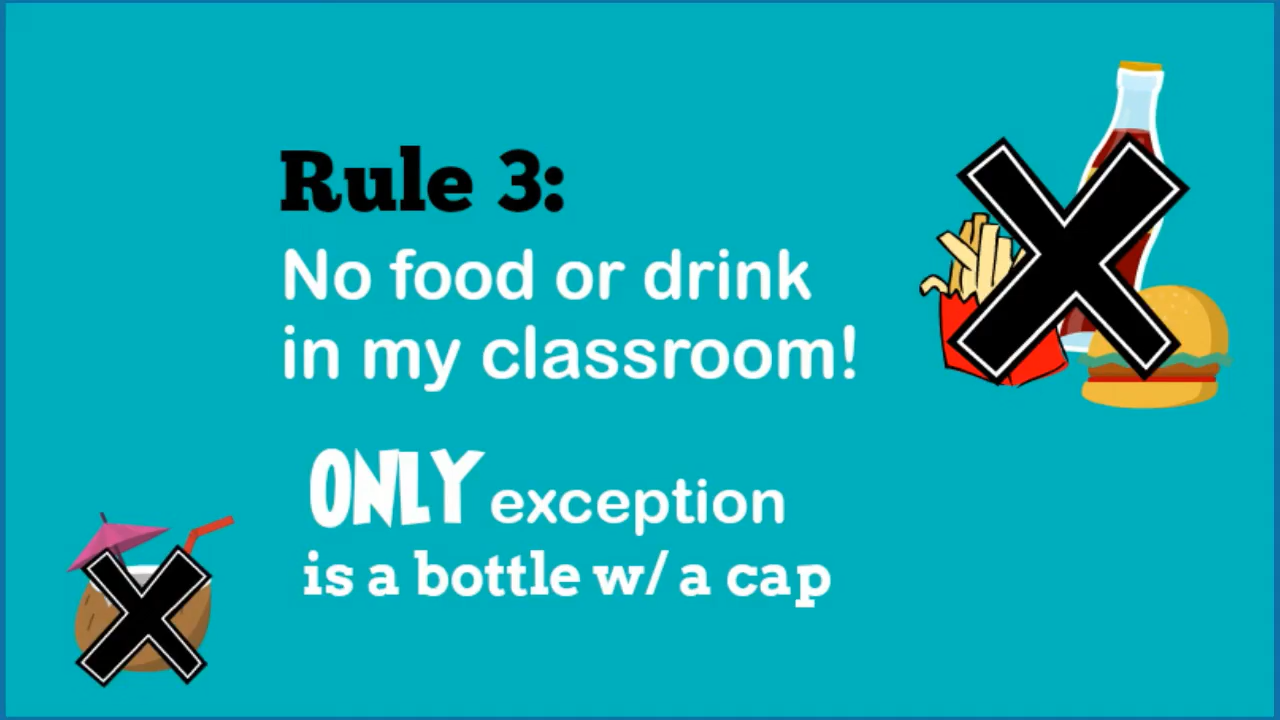 Rule 3:
No food or drink
in my classroom!
ONLY exception
is a bottle w/ a cap